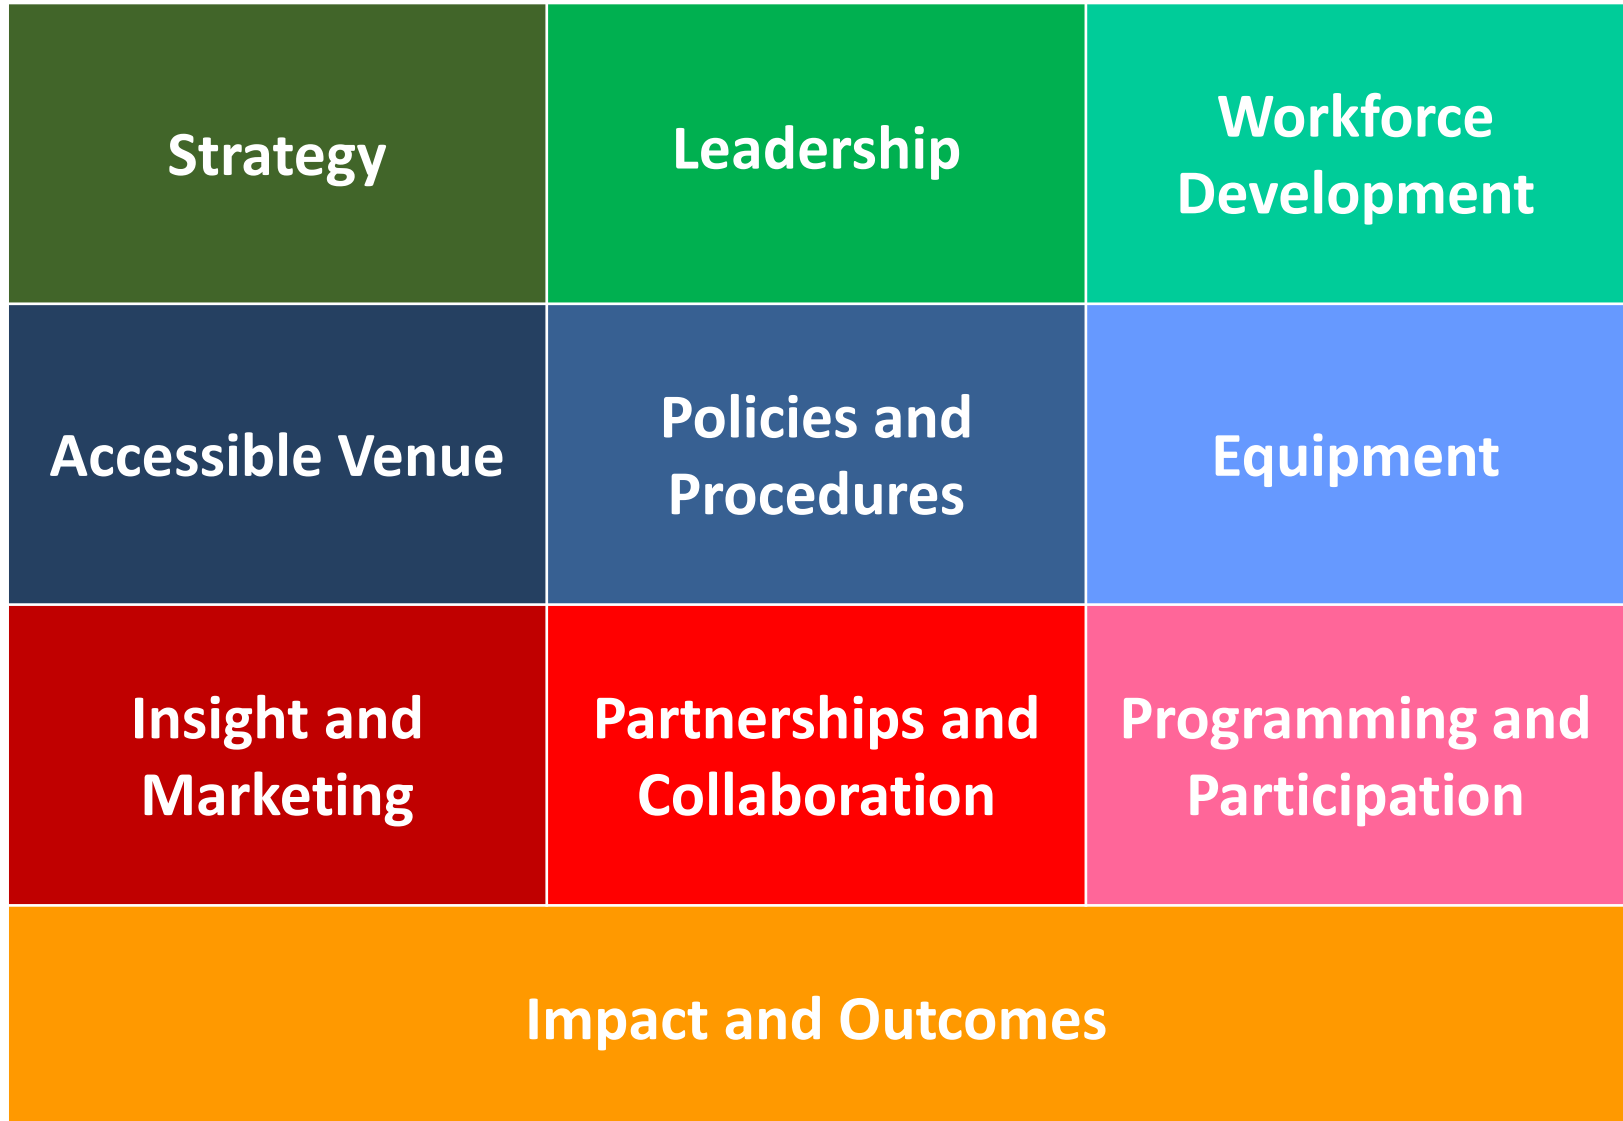 Strategy
Leadership
Workforce
Development
Accessible Venue
Policies and
Procedures
Equipment
Insight and
Marketing
Partnerships and
Collaboration
Programming and
Participation
Impact and Outcomes